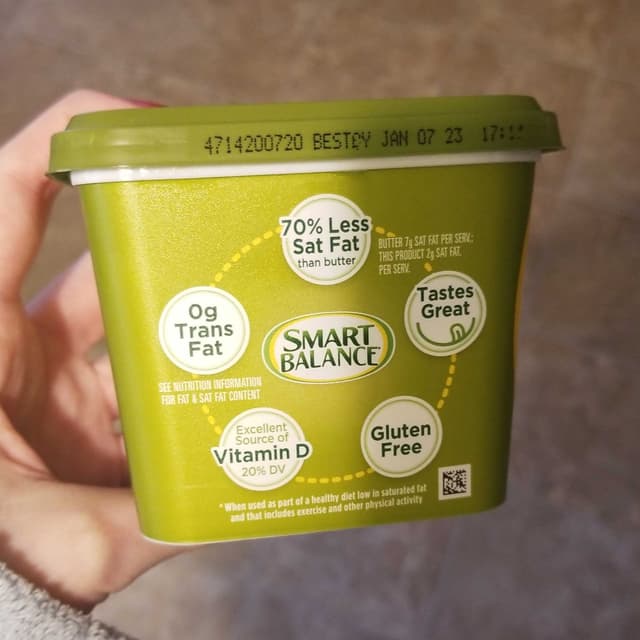 4714200720 BESTBY JAN 07 23 17:1
70% Less
Sat Fat
than butter
BUTTER 7g SAT FAT PER SERV.:
THIS PRODUCT 2g SAT FAT.
PER SERV.
Tastes
Great
0g
Trans
Fat
SMART
BALANCE
SEE NUTRITION INFORMATION
FOR FAT & SAT FAT CONTENT
Excellent
Source of
Vitamin D
20% DV
Gluten
Free
* When used as part of a healthy diet low in saturated fat
and that includes exercise and other physical activity